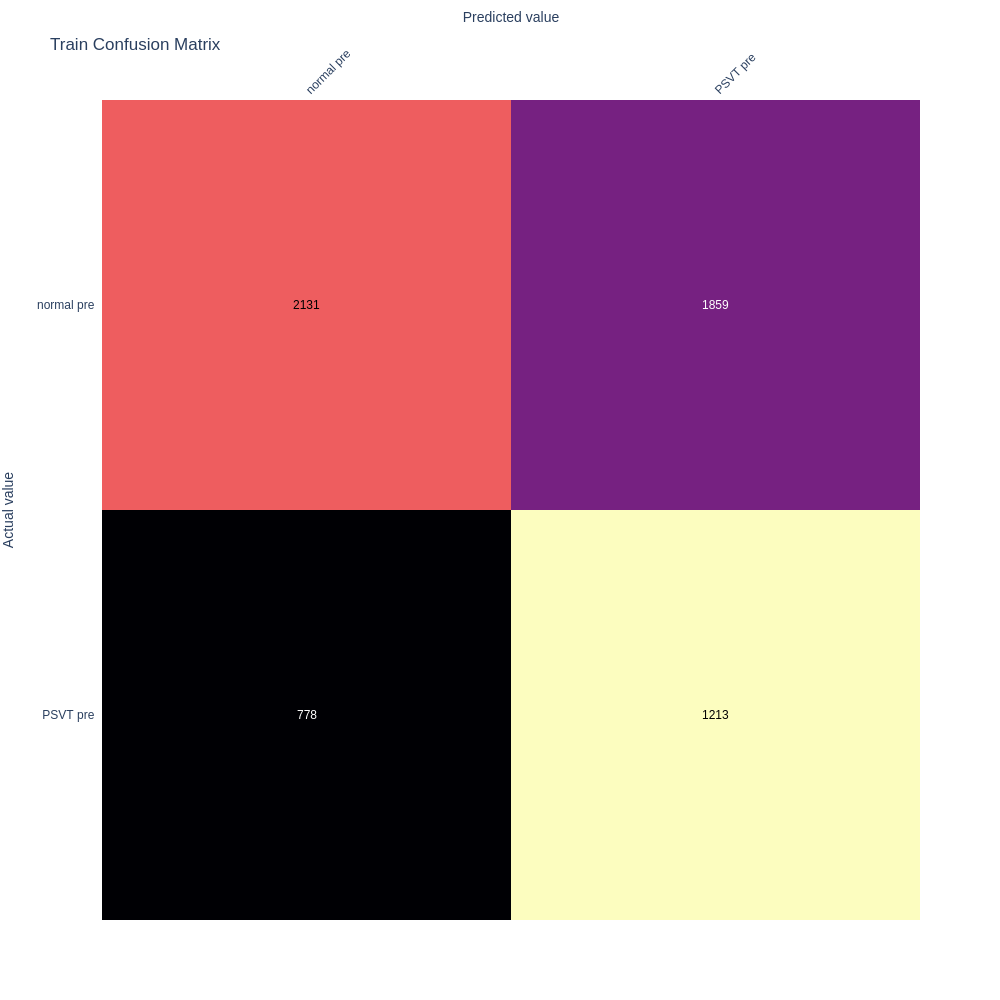 Predicted value
Train Confusion Matrix
normal pre
PSVT pre
normal pre
2131
1859
Actual value
PSVT pre
778
1213